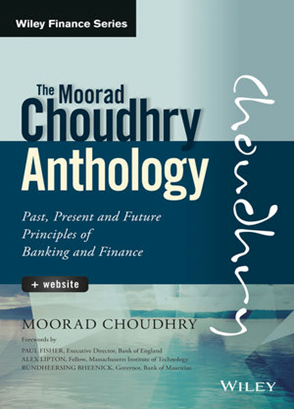 Wiley Finance Series
The Moorad
Choudhry
Anthology
Choudhry
Past, Present and Future
Principles of
Banking and Finance
+ website
MOORAD CHOUDHRY
Forewords by
PAUL FISHER, Executive Director, Bank of England
ALEX LIPTON, Fellow, Massachusetts Institute of Technology
RUNDHEERSING BHEENICK, Governor, Bank of Mauritius
WILEY